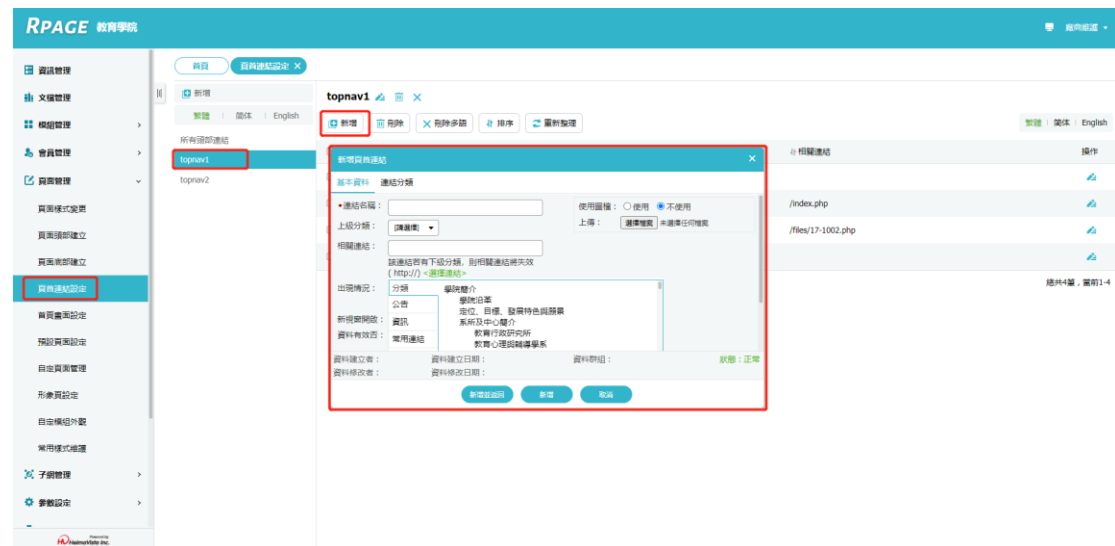 RPAGE 教育學院
廠商維護
資訊管理
文檔管理
模組管理
會員管理
頁面管理
頁面樣式變更
頁面頭部建立
頁面底部建立
頁首連結設定
首頁畫面設定
預設頁面設定
自定頁面管理
形象頁設定
自定模組外觀
常用樣式維護
子網管理
參數設定
Powered by
HeimaVista Inc.
首頁 頁首連結設定 ×
新增
繁體 | 简体 | English
所有頭部連結
topnav1
topnav2
topnav1
新增 刪除 刪除多語 排序 重新整理
繁體 | 简体 | English
相關連結 操作
/index.php
/files/17-1002.php
總共4筆，當前1-4
新增頁首連結 ×
基本資料 連結分類
連結名稱：
使用圖檔： 使用 不使用
上級分類： [請選擇]
上傳： 選擇檔案 未選擇任何檔案
相關連結：
該連結若有下級分類，則相關連結將失效
( http://) <選擇連結>
出現情況： 分類
公告
資訊
常用連結
學院簡介
學院沿革
定位、目標、發展特色與願景
系所及中心簡介
教育行政研究所
教育心理與輔導學系
新視窗開啟：
資料有效否：
資料建立者： 資料建立日期： 資料群組： 狀態：正常
資料修改者： 資料修改日期：
新增並返回 新增 取消